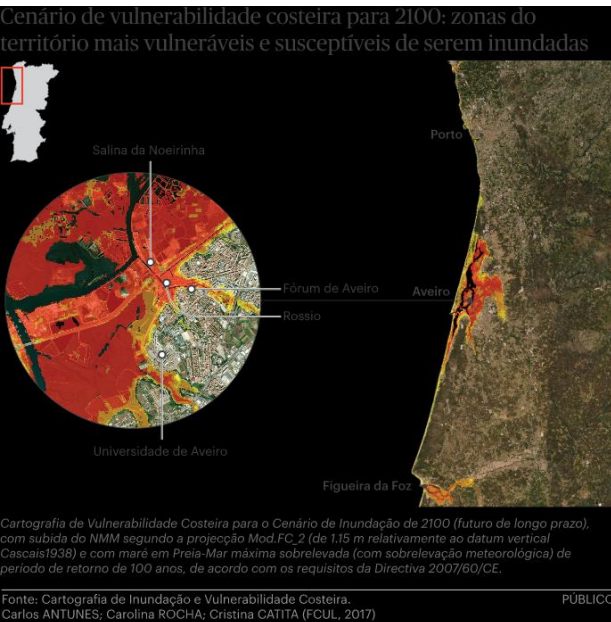 Cenário de vulnerabilidade costeira para 2100: zonas do
território mais vulneráveis e susceptíveis de serem inundadas
Salina da Noeirinha
Porto
Fórum de Aveiro
Aveiro
Rossio
Universidade de Aveiro
Figueira da Foz
Cartografia de Vulnerabilidade Costeira para o Cenário de Inundação de 2100 (futuro de longo prazo),
com subida do NMM segundo a projecção Mod.FC_2 (de 1,15 m relativamente ao datum vertical
Cascais1938) e com maré em Preia-Mar máxima sobrelevada (com sobrelevação meteorológica) de
período de retorno de 100 anos, de acordo com os requisitos da Directiva 2007/60/CE.
Fonte: Cartografia de Inundação e Vulnerabilidade Costeira. PÚBLICO
Carlos ANTUNES; Carolina ROCHA; Cristina CATITA (FCUL, 2017)